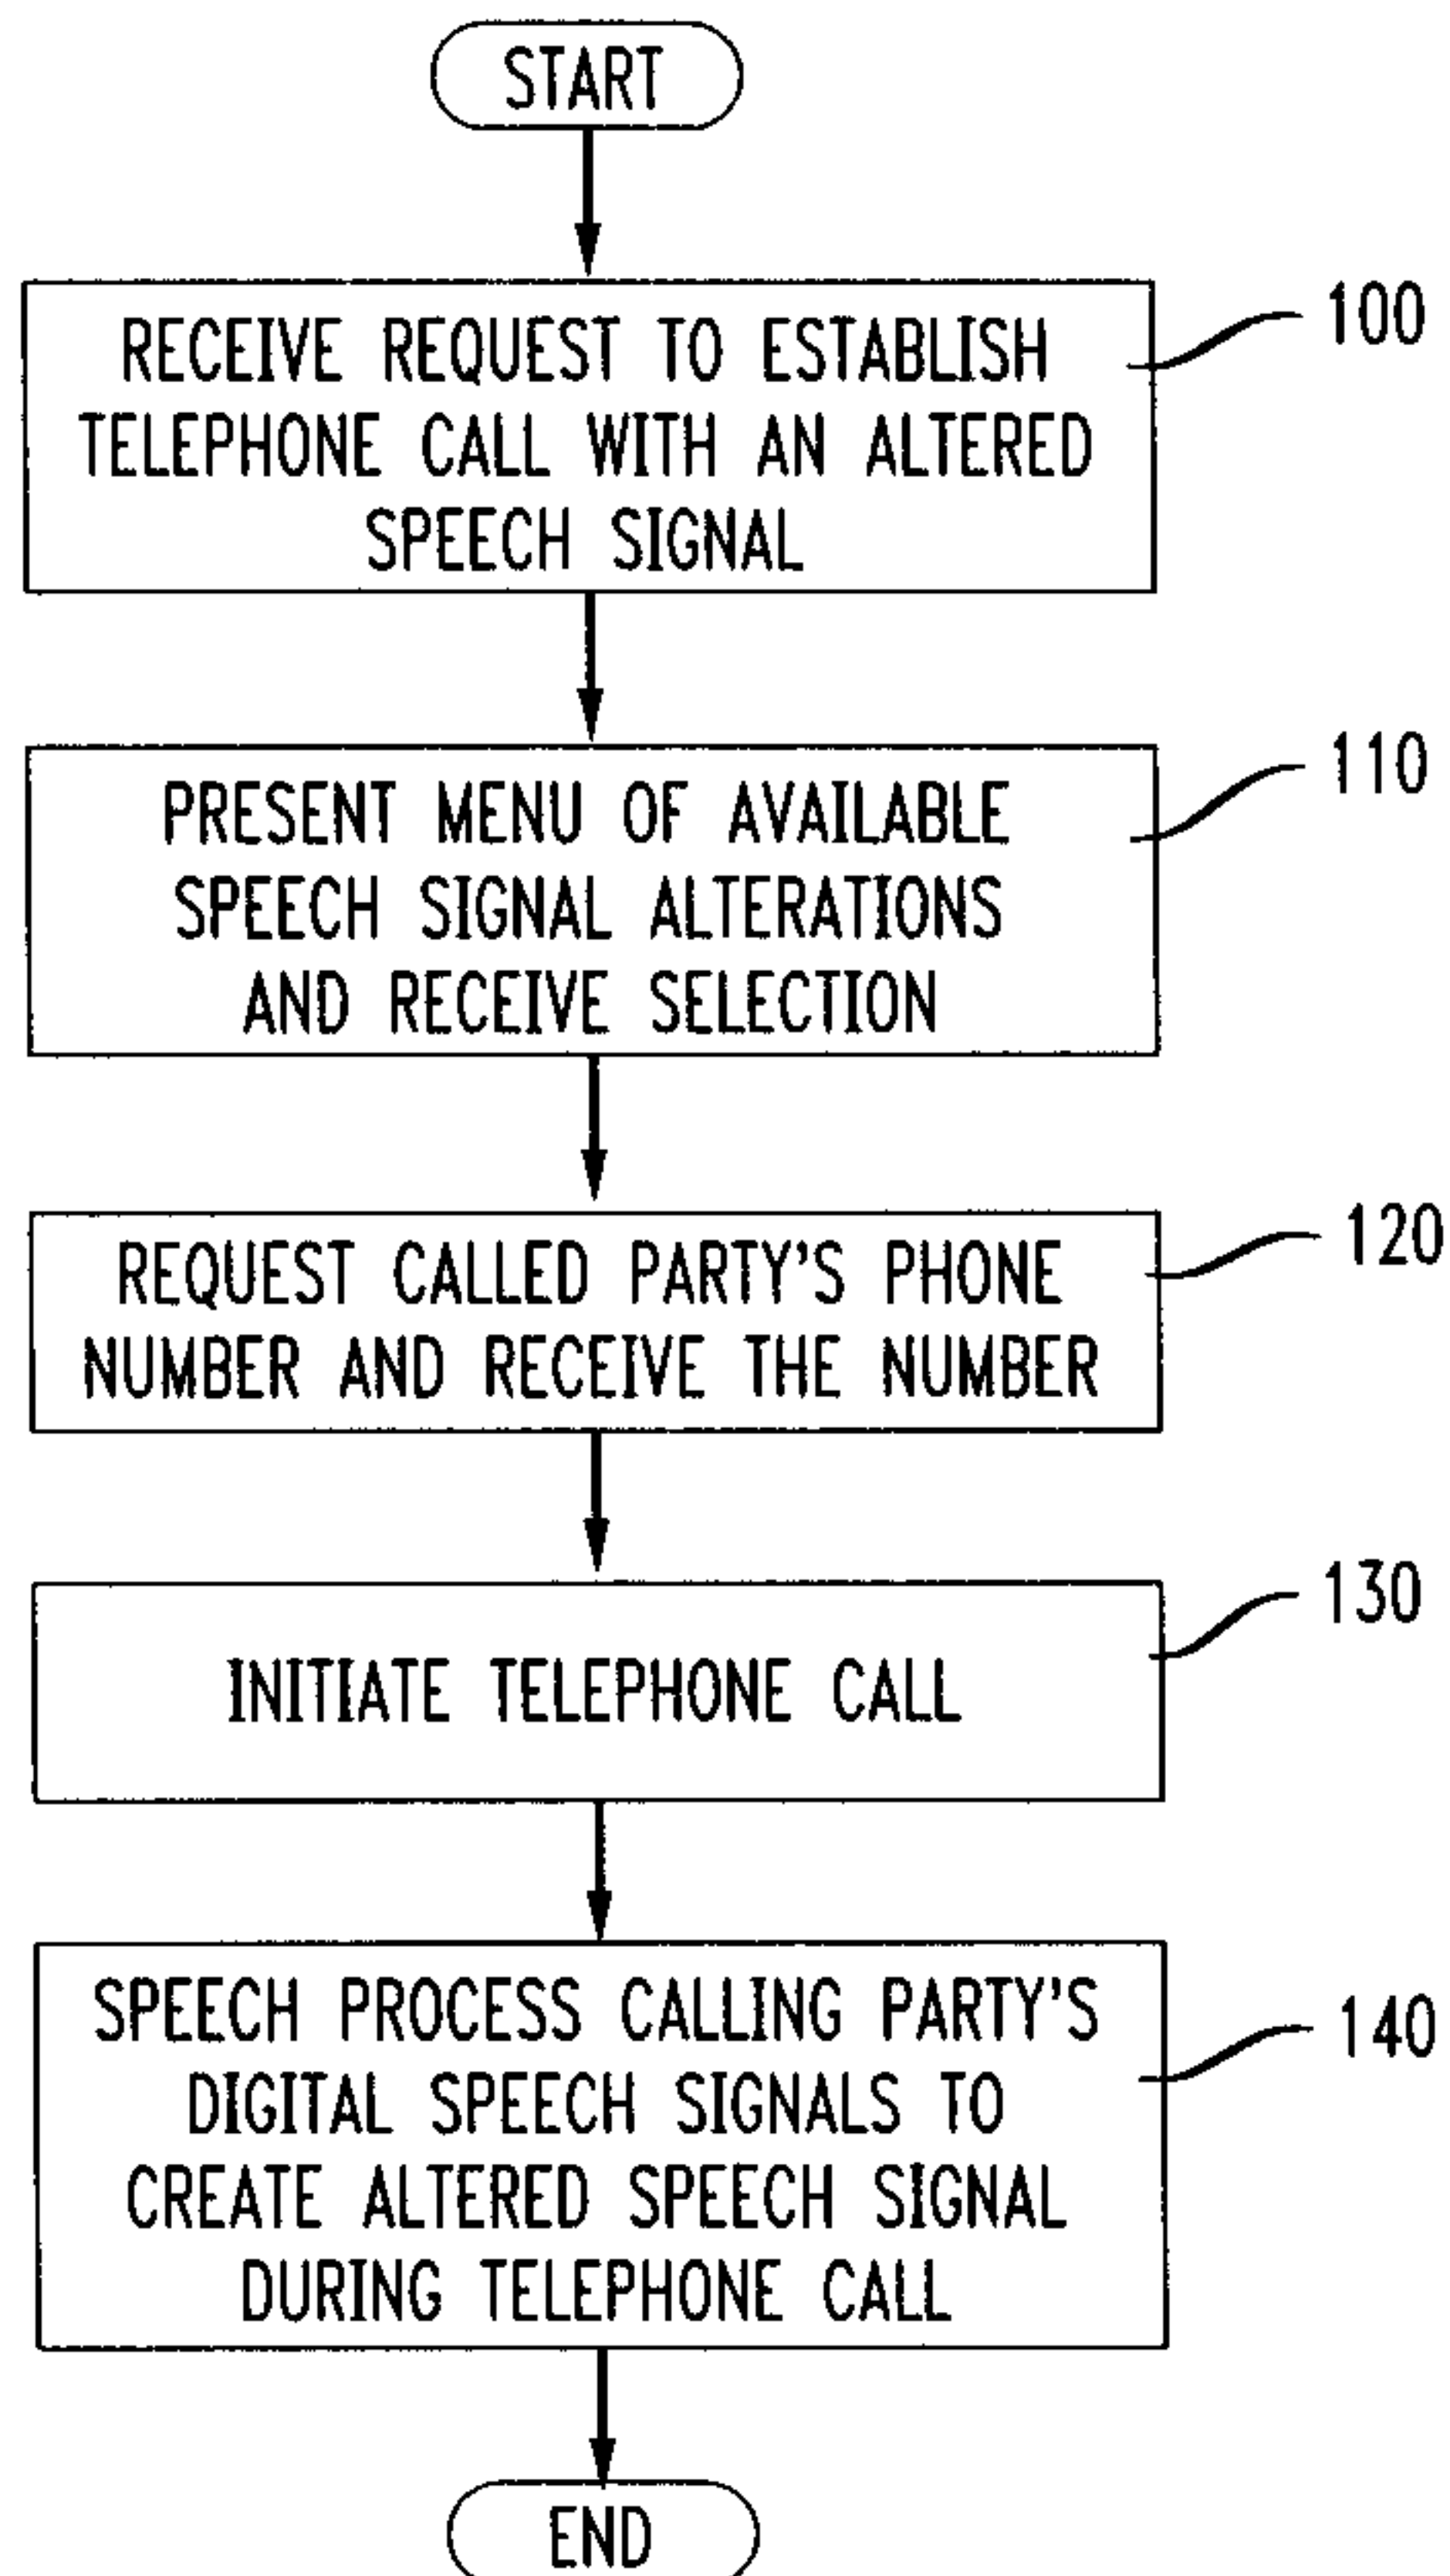 START
RECEIVE REQUEST TO ESTABLISH
TELEPHONE CALL WITH AN ALTERED
SPEECH SIGNAL
100
PRESENT MENU OF AVAILABLE
SPEECH SIGNAL ALTERATIONS
AND RECEIVE SELECTION
110
REQUEST CALLED PARTY'S PHONE
NUMBER AND RECEIVE THE NUMBER
120
INITIATE TELEPHONE CALL
130
SPEECH PROCESS CALLING PARTY'S
DIGITAL SPEECH SIGNALS TO
CREATE ALTERED SPEECH SIGNAL
DURING TELEPHONE CALL
140
END